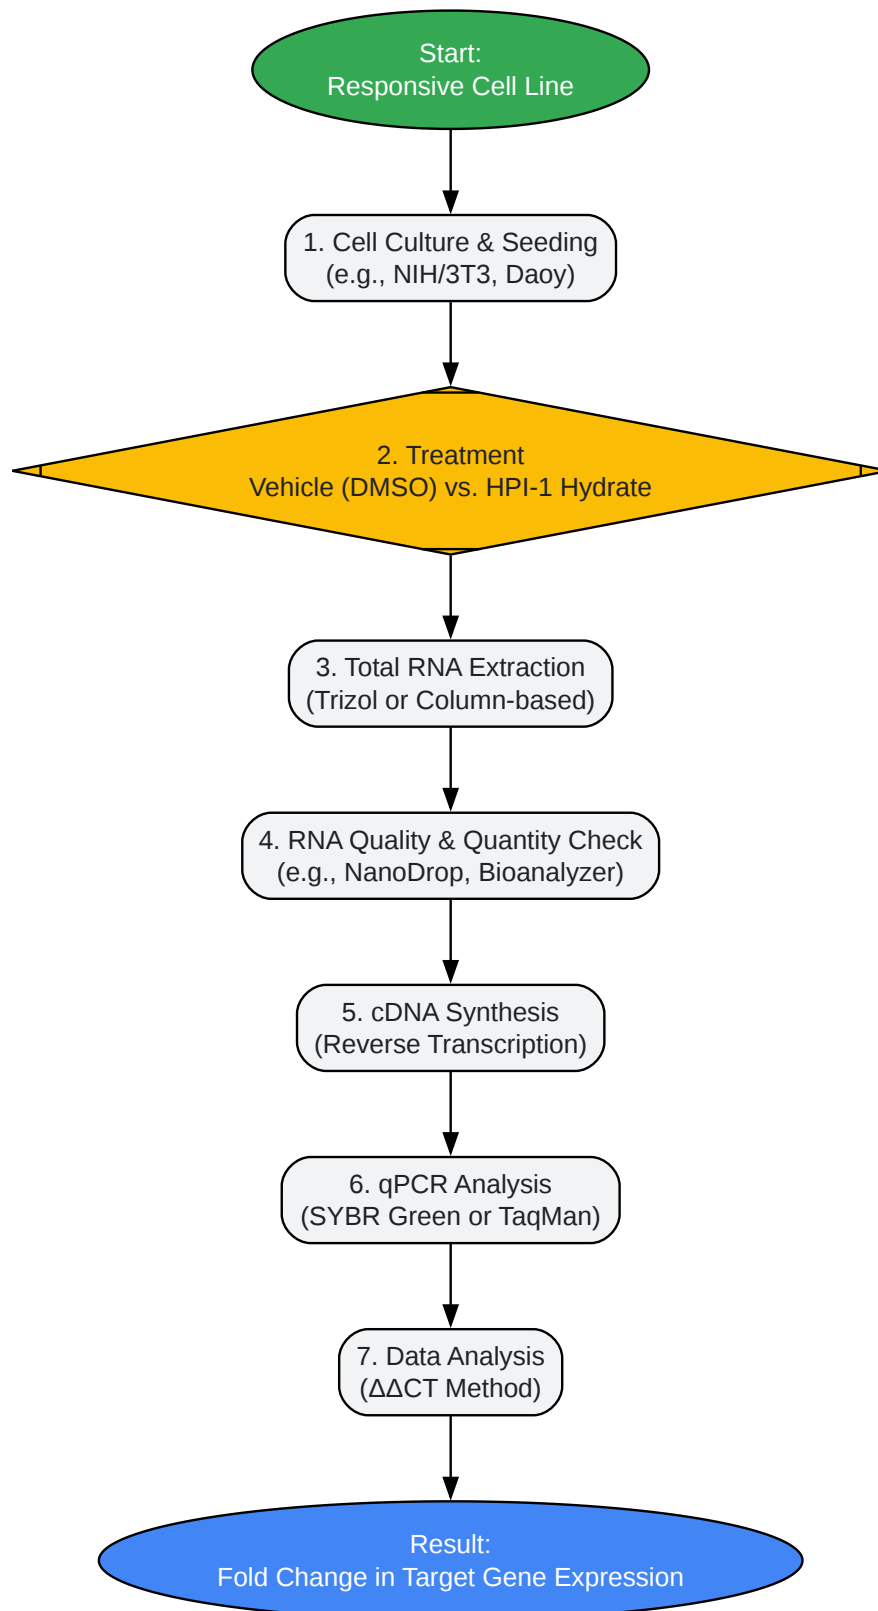 Start:
Responsive Cell Line
1. Cell Culture & Seeding
(e.g., NIH/3T3, Daoy)
2. Treatment
Vehicle (DMSO) vs. HPI-1 Hydrate
3. Total RNA Extraction
(Trizol or Column-based)
4. RNA Quality & Quantity Check
(e.g., NanoDrop, Bioanalyzer)
5. cDNA Synthesis
(Reverse Transcription)
6. qPCR Analysis
(SYBR Green or TaqMan)
7. Data Analysis
(ΔΔCT Method)
Result:
Fold Change in Target Gene Expression